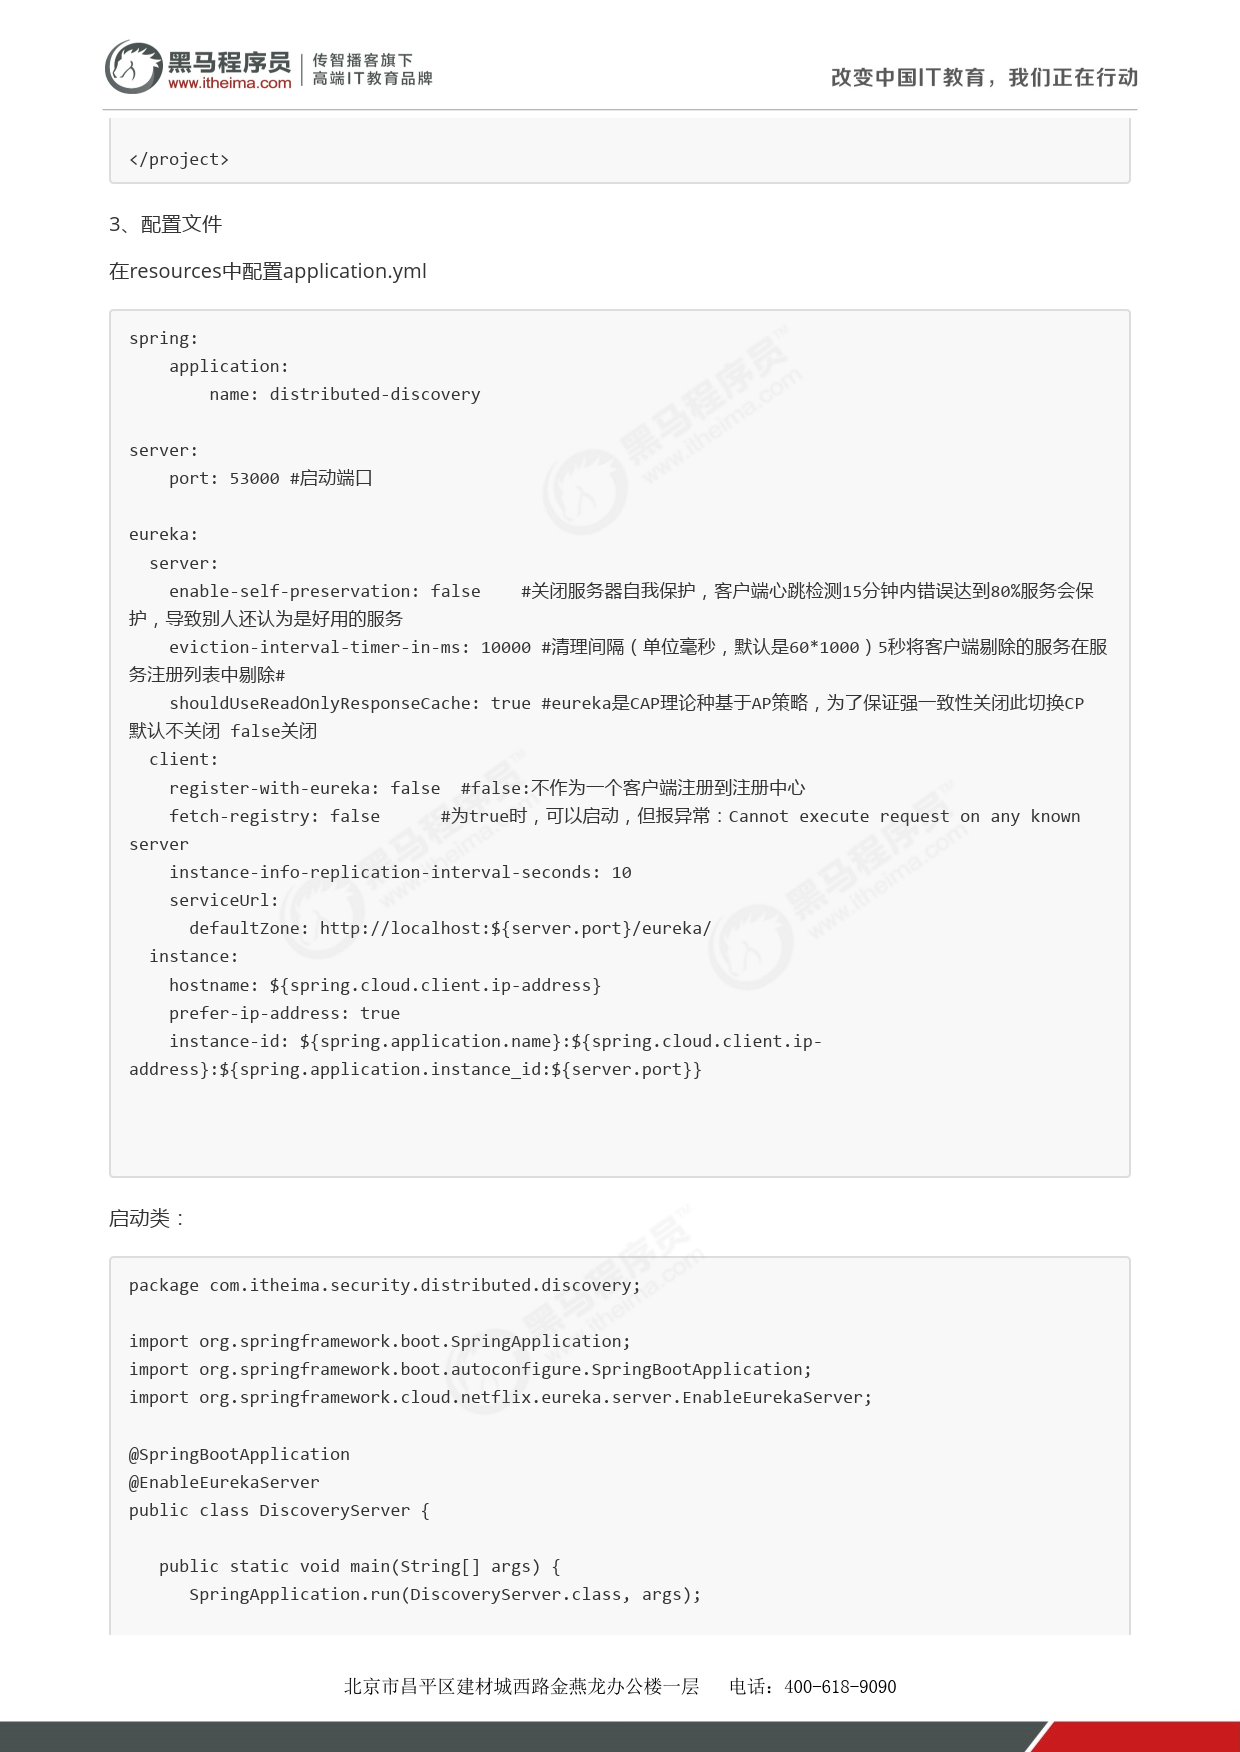 黑马程序员
www.itheima.com
传智播客旗下
高端IT教育品牌
改变中国IT教育，我们正在行动
</project>
3、配置文件
在resources中配置application.yml
spring:
    application:
        name: distributed-discovery
server:
    port: 53000 #启动端口
eureka:
  server:
    enable-self-preservation: false    #关闭服务器自我保护，客户端心跳检测15分钟内错误达到80%服务会保
护，导致别人还认为是好用的服务
    eviction-interval-timer-in-ms: 10000 #清理间隔（单位毫秒，默认是60*1000）5秒将客户端剔除的服务在服
务注册列表中剔除#
    shouldUseReadOnlyResponseCache: true #eureka是CAP理论种基于AP策略，为了保证强一致性关闭此切换CP
默认不关闭 false关闭
  client:
    register-with-eureka: false  #false:不作为一个客户端注册到注册中心
    fetch-registry: false      #为true时，可以启动，但报异常：Cannot execute request on any known
server
    instance-info-replication-interval-seconds: 10
    serviceUrl:
      defaultZone: http://localhost:${server.port}/eureka/
  instance:
    hostname: ${spring.cloud.client.ip-address}
    prefer-ip-address: true
    instance-id: ${spring.application.name}:${spring.cloud.client.ip-
address}:${spring.application.instance_id:${server.port}}
启动类：
package com.itheima.security.distributed.discovery;
import org.springframework.boot.SpringApplication;
import org.springframework.boot.autoconfigure.SpringBootApplication;
import org.springframework.cloud.netflix.eureka.server.EnableEurekaServer;
@SpringBootApplication
@EnableEurekaServer
public class DiscoveryServer {
   public static void main(String[] args) {
      SpringApplication.run(DiscoveryServer.class, args);
北京市昌平区建材城西路金燕龙办公楼一层    电话：400-618-9090